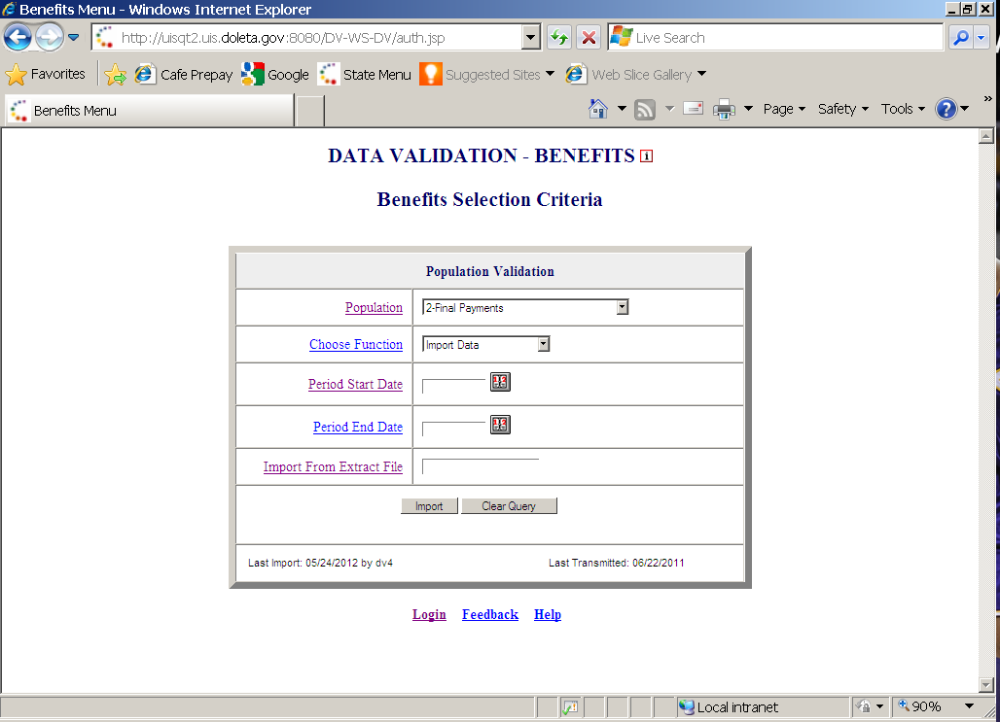 Benefits Menu - Windows Internet Explorer
http://uisqt2.uis.doleta.gov:8080/DV-WS-DV/auth.jsp
Live Search
Favorites Cafe Prepay Google State Menu Suggested Sites Web Slice Gallery
Benefits Menu
Page Safety Tools
DATA VALIDATION - BENEFITS
Benefits Selection Criteria
Population Validation
Population 2-Final Payments
Choose Function Import Data
Period Start Date
Period End Date
Import From Extract File
Import Clear Query
Last Import: 05/24/2012 by dv4 Last Transmitted: 06/22/2011
Login Feedback Help
Local intranet 90%